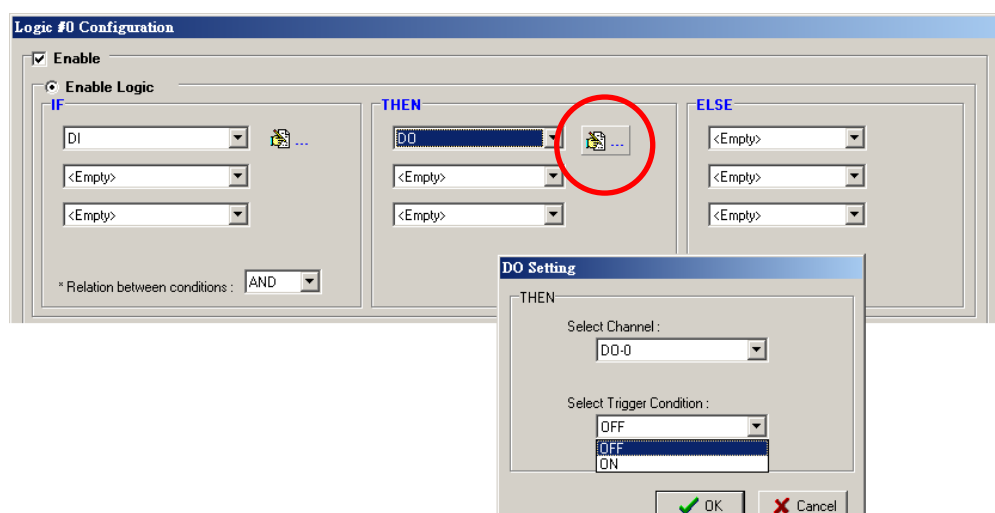 Logic #0 Configuration
Enable
Enable Logic
IF
THEN
ELSE
DI
...
DO
...
<Empty>
<Empty>
<Empty>
<Empty>
<Empty>
<Empty>
<Empty>
* Relation between conditions :
AND
DO Setting
THEN
Select Channel :
DO-0
Select Trigger Condition :
OFF
OFF
ON
OK
Cancel